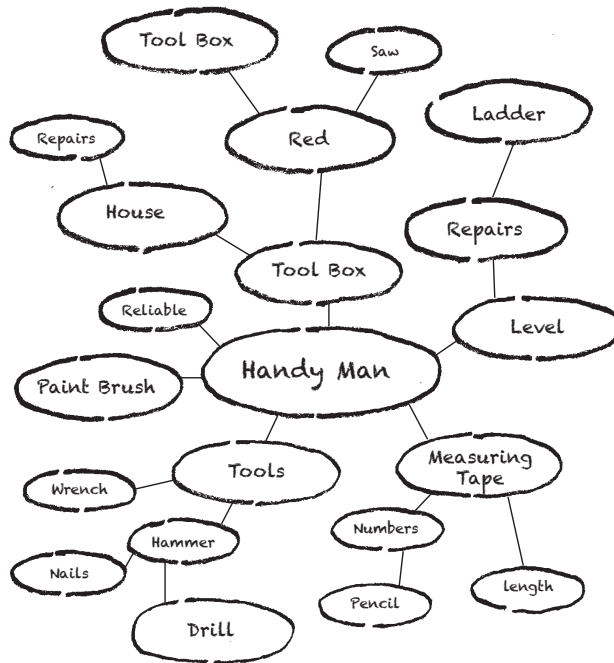 Tool Box
Saw
Ladder
Repairs
Red
House
Repairs
Tool Box
Reliable
Level
Handy Man
Paint Brush
Measuring
Tape
Tools
Wrench
Numbers
Hammer
Nails
length
Pencil
Drill